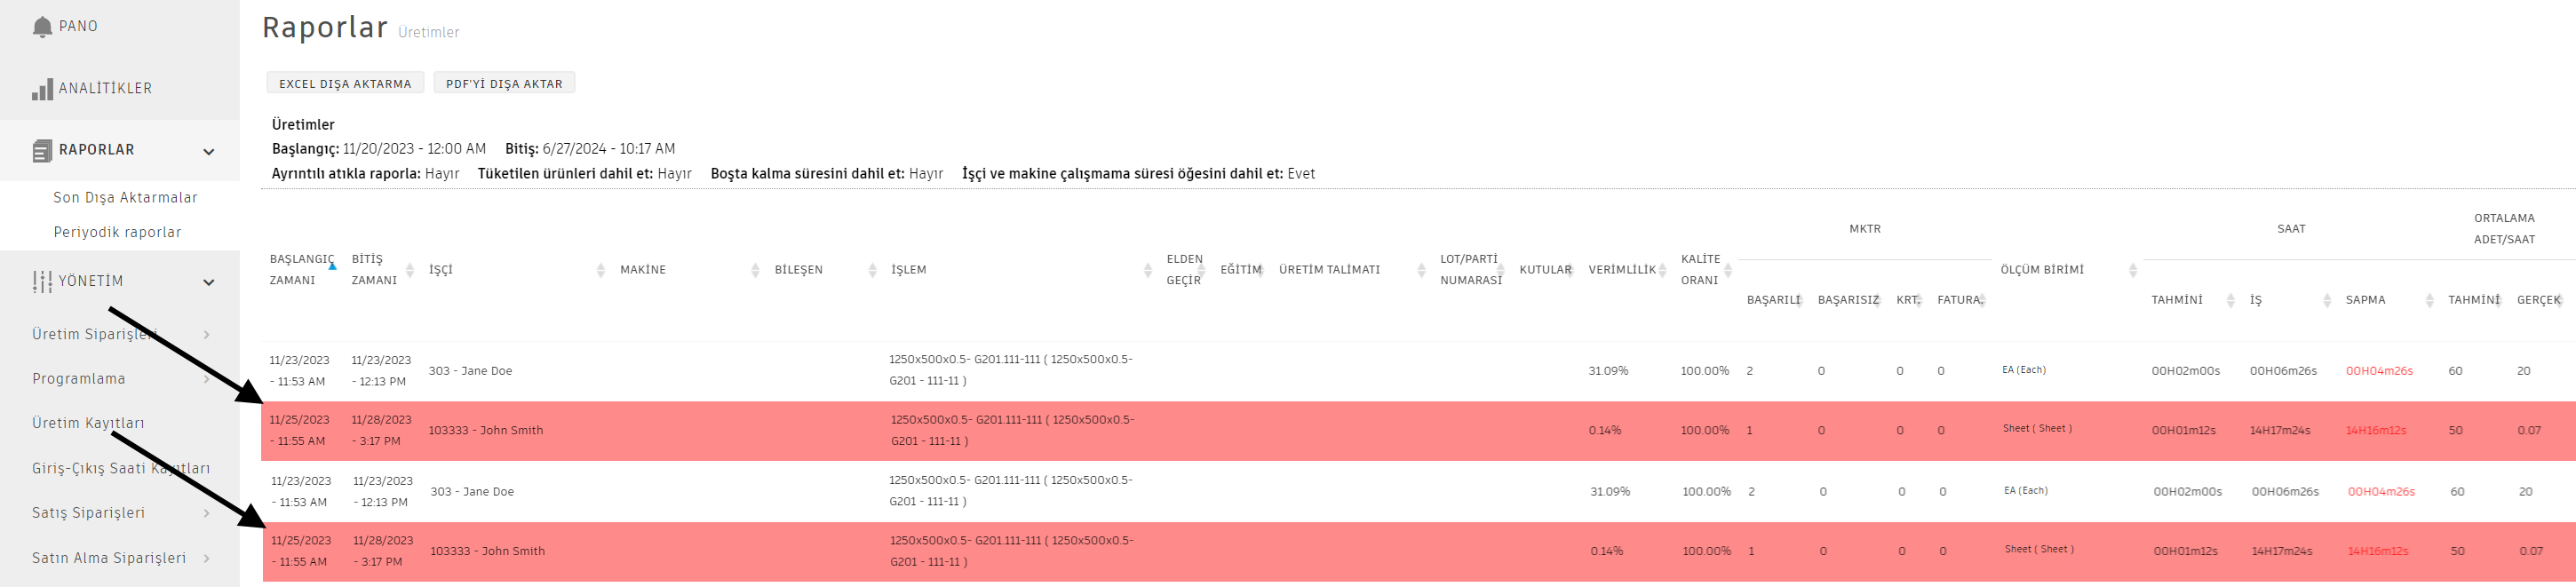 PANO
ANALİTİKLER
RAPORLAR
Son Dışa Aktarmalar
Periyodik raporlar
YÖNETİM
Üretim Siparişleri
Programlama
Üretim Kayıtları
Giriş-Çıkış Saati Kayıtları
Satış Siparişleri
Satın Alma Siparişleri
Raporlar Üretimler
EXCEL DIŞA AKTARMA PDF'Yİ DIŞA AKTAR
Üretimler
Başlangıç: 11/20/2023 - 12:00 AM Bitiş: 6/27/2024 - 10:17 AM
Ayrıntılı atıkla raporla: Hayır Tüketilen ürünleri dahil et: Hayır Boşta kalma süresini dahil et: Hayır İşçi ve makine çalışmama süresi öğesini dahil et: Evet
MKTR SAAT ORTALAMA
ADET/SAAT
BAŞLANGIÇ BİTİŞ ELDEN LOT/PARTİ KALİTE
İŞÇİ MAKİNE BİLEŞEN İŞLEM EĞİTİM ÜRETİM TALİMATI KUTULAR VERİMLİLİK ÖLÇÜM BİRİMİ
ZAMANI ZAMANI GEÇİR NUMARASI ORANI
BAŞARILI BAŞARISIZ KRT. FATURA. TAHMİNİ İŞ SAPMA TAHMİNİ GERÇEK
11/23/2023 11/23/2023 1250x500x0.5- G201.111-111 ( 1250x500x0.5-
303 - Jane Doe 31.09% 100.00% 2 0 0 0 EA (Each) 00H02m00s 00H06m26s 00H04m26s 60 20
- 11:53 AM - 12:13 PM G201 - 111-11 )
11/25/2023 11/28/2023 1250x500x0.5- G201.111-111 ( 1250x500x0.5-
103333 - John Smith 0.14% 100.00% 1 0 0 0 Sheet ( Sheet ) 00H01m12s 14H17m24s 14H16m12s 50 0.07
- 11:55 AM - 3:17 PM G201 - 111-11 )
11/23/2023 11/23/2023 1250x500x0.5- G201.111-111 ( 1250x500x0.5-
303 - Jane Doe 31.09% 100.00% 2 0 0 0 EA (Each) 00H02m00s 00H06m26s 00H04m26s 60 20
- 11:53 AM - 12:13 PM G201 - 111-11 )
11/25/2023 11/28/2023 1250x500x0.5- G201.111-111 ( 1250x500x0.5-
103333 - John Smith 0.14% 100.00% 1 0 0 0 Sheet ( Sheet ) 00H01m12s 14H17m24s 14H16m12s 50 0.07
- 11:55 AM - 3:17 PM G201 - 111-11 )